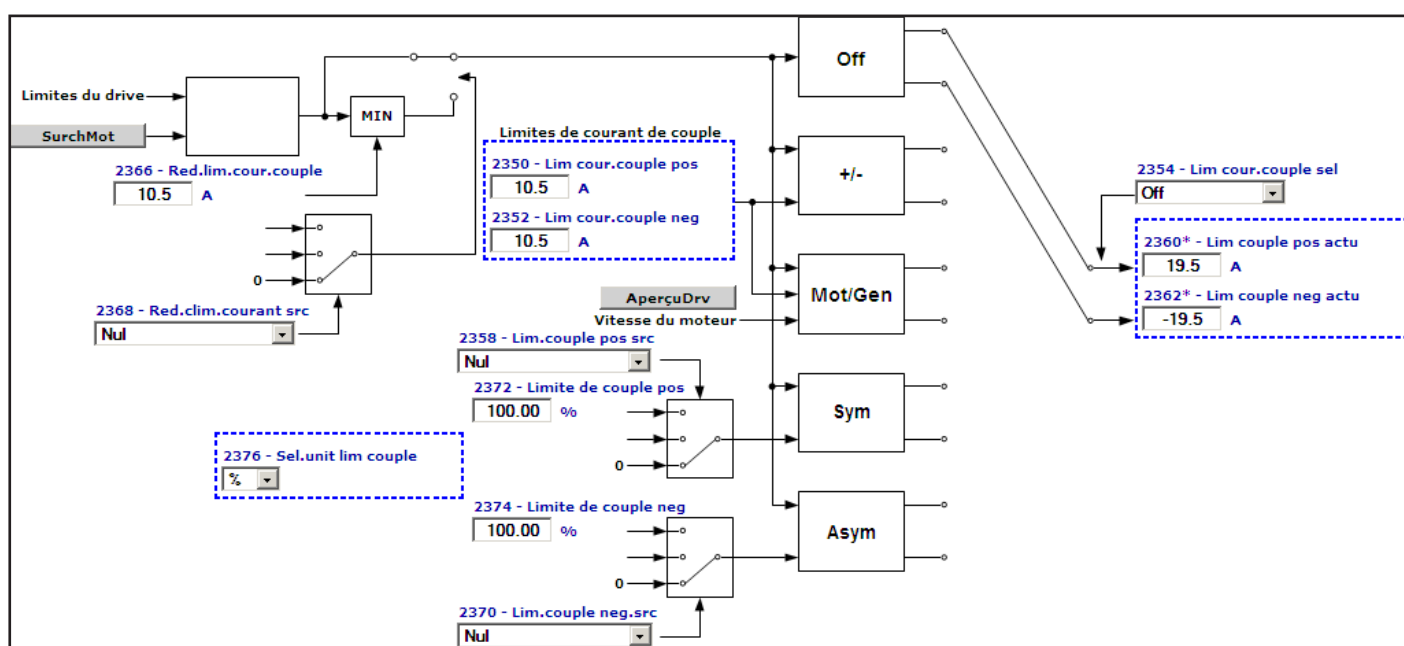 Off
Limites du drive
SurchMot
MIN
2366 - Red.lim.cour.couple
10.5 A
Limites de courant de couple
2350 - Lim cour.couple pos
10.5 A
2352 - Lim cour.couple neg
10.5 A
+/-
2354 - Lim cour.couple sel
Off
2360* - Lim couple pos actu
19.5 A
2362* - Lim couple neg actu
-19.5 A
0
2368 - Red.clim.courant src
Nul
AperçuDrv
Vitesse du moteur
Mot/Gen
2358 - Lim.couple pos src
Nul
2372 - Limite de couple pos
100.00 %
0
Sym
2376 - Sel.unit lim couple
%
2374 - Limite de couple neg
100.00 %
0
Asym
2370 - Lim.couple neg.src
Nul